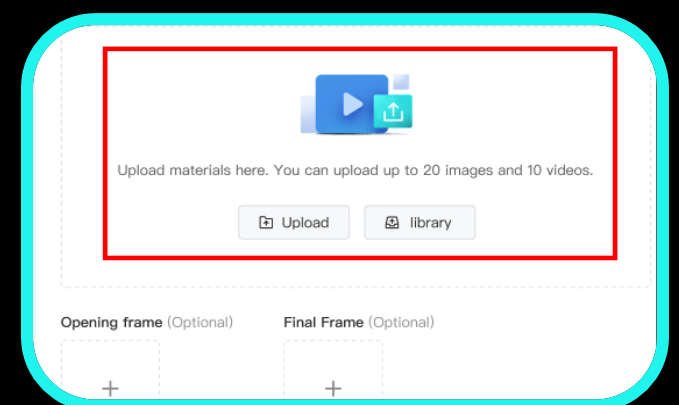 Upload materials here. You can upload up to 20 images and 10 videos.
Upload library
Opening frame (Optional) Final Frame (Optional)